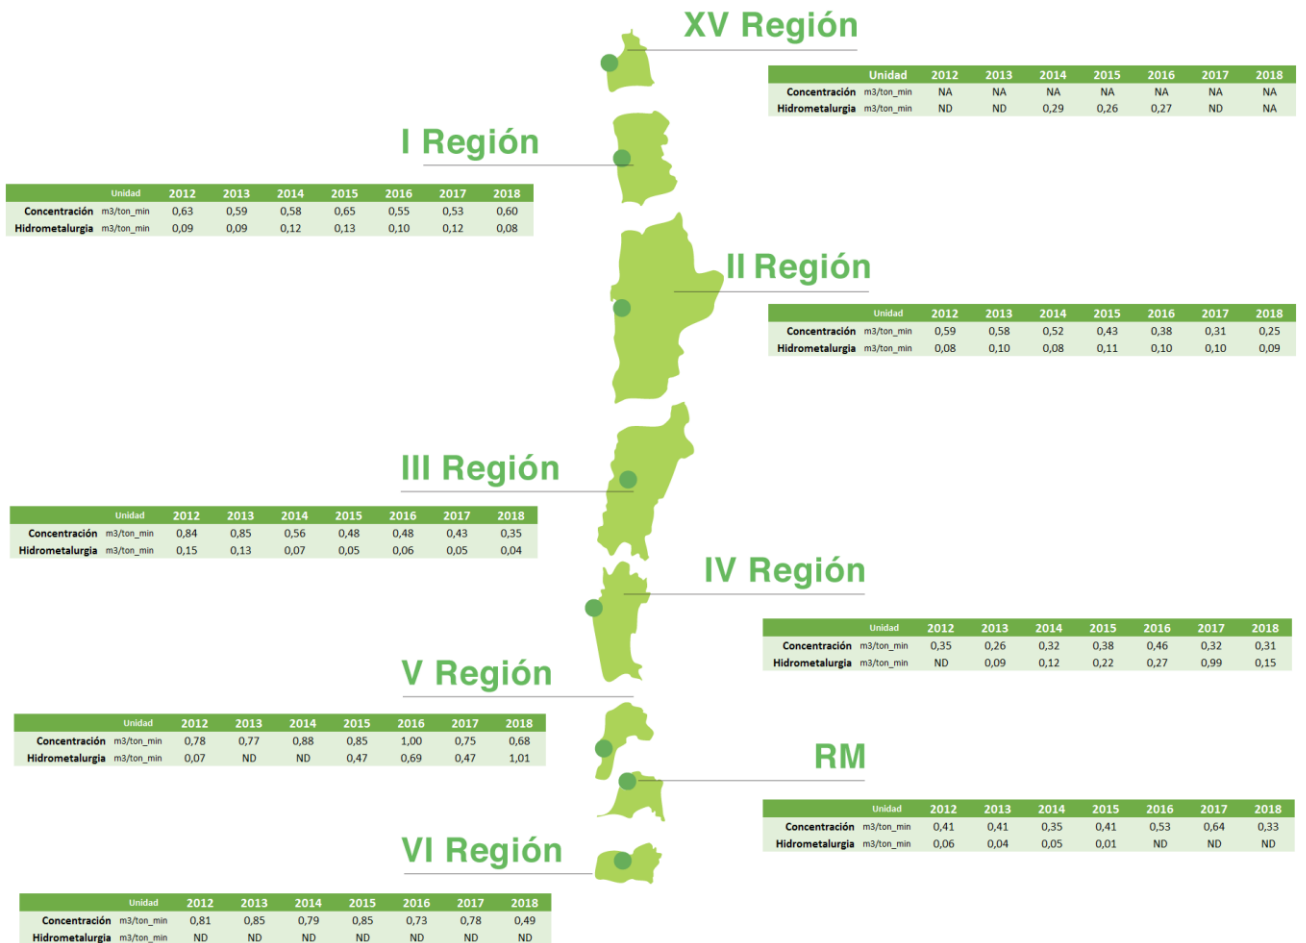 XV Región
Unidad 2012 2013 2014 2015 2016 2017 2018
Concentración m3/ton_min NA NA NA NA NA NA NA
Hidrometalurgia m3/ton_min ND ND 0,29 0,26 0,27 ND NA
I Región
Unidad 2012 2013 2014 2015 2016 2017 2018
Concentración m3/ton_min 0,63 0,59 0,58 0,65 0,55 0,53 0,60
Hidrometalurgia m3/ton_min 0,09 0,09 0,12 0,13 0,10 0,12 0,08
II Región
Unidad 2012 2013 2014 2015 2016 2017 2018
Concentración m3/ton_min 0,59 0,58 0,52 0,43 0,38 0,31 0,25
Hidrometalurgia m3/ton_min 0,08 0,10 0,08 0,11 0,10 0,10 0,09
III Región
Unidad 2012 2013 2014 2015 2016 2017 2018
Concentración m3/ton_min 0,84 0,85 0,56 0,48 0,48 0,43 0,35
Hidrometalurgia m3/ton_min 0,15 0,13 0,07 0,05 0,06 0,05 0,04
IV Región
Unidad 2012 2013 2014 2015 2016 2017 2018
Concentración m3/ton_min 0,35 0,26 0,32 0,38 0,46 0,32 0,31
Hidrometalurgia m3/ton_min ND 0,09 0,12 0,22 0,27 0,99 0,15
V Región
Unidad 2012 2013 2014 2015 2016 2017 2018
Concentración m3/ton_min 0,78 0,77 0,88 0,85 1,00 0,75 0,68
Hidrometalurgia m3/ton_min 0,07 ND ND 0,47 0,69 0,47 1,01
RM
Unidad 2012 2013 2014 2015 2016 2017 2018
Concentración m3/ton_min 0,41 0,41 0,35 0,41 0,53 0,64 0,33
Hidrometalurgia m3/ton_min 0,06 0,04 0,05 0,01 ND ND ND
VI Región
Unidad 2012 2013 2014 2015 2016 2017 2018
Concentración m3/ton_min 0,81 0,85 0,79 0,85 0,73 0,78 0,49
Hidrometalurgia m3/ton_min ND ND ND ND ND ND ND